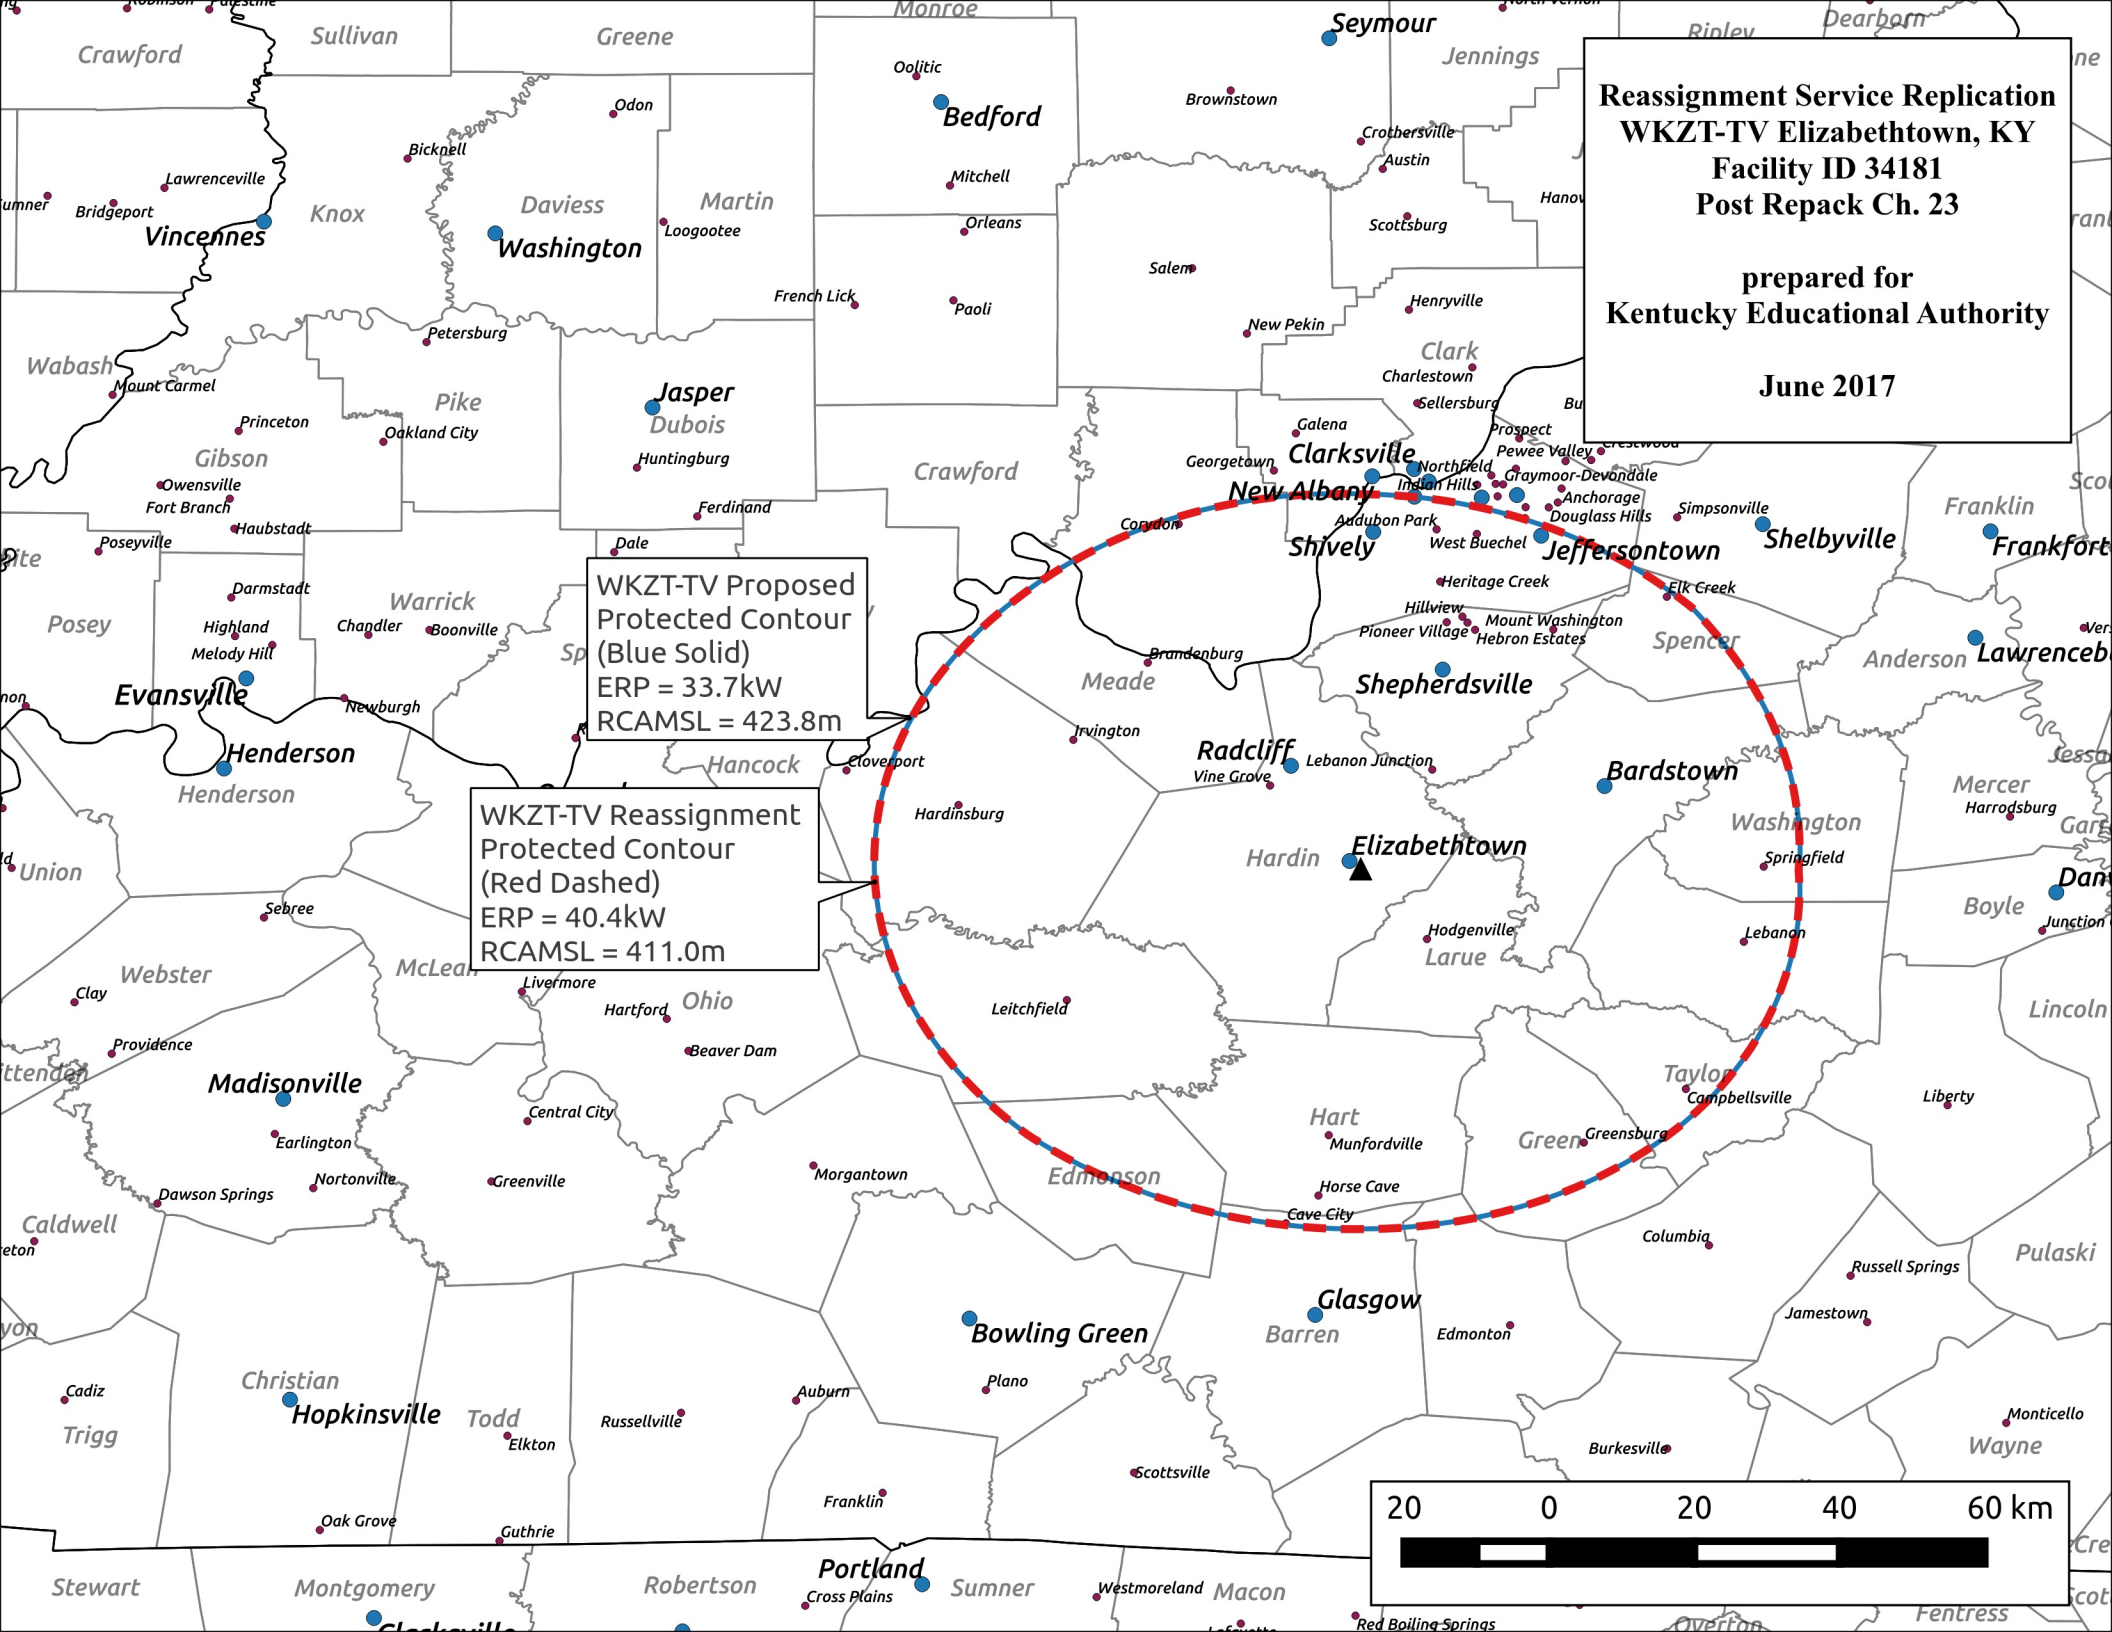 Monroe
Seymour
Dearborn
Ripley
Sullivan
Greene
Crawford
Jennings
Oolitic
Brownstown
Odon
Bedford
Reassignment Service Replication
WKZT-TV Elizabethtown, KY
Facility ID 34181
Post Repack Ch. 23
prepared for
Kentucky Educational Authority
June 2017
Crothersville
Bicknell
Austin
Lawrenceville
Mitchell
Bridgeport
Knox
Daviess
Martin
Vincennes
Washington
Loogootee
Orleans
Scottsburg
Salem
French Lick
Paoli
Henryville
New Pekin
Petersburg
Wabash
Mount Carmel
Clark
Charlestown
Jasper
Pike
Dubois
Sellersburg
Princeton
Oakland City
Galena
Prospect
Crestwood
Gibson
Huntingburg
Crawford
Georgetown
Clarksville
Pewee Valley
Northfield
Graymoor-Devondale
Owensville
Fort Branch
Indian Hills
New Albany
Anchorage
Ferdinand
Simpsonville
Franklin
Haubstadt
Corydon
Audubon Park
Douglass Hills
Poseyville
Dale
Shively
West Buechel
Jeffersontown
Shelbyville
Frankfort
WKZT-TV Proposed
Protected Contour
(Blue Solid)
ERP = 33.7kW
RCAMSL = 423.8m
Darmstadt
Heritage Creek
Elk Creek
Warrick
Posey
Highland
Chandler
Boonville
Hillview
Mount Washington
Pioneer Village
Hebron Estates
Spencer
Melody Hill
Brandenburg
Anderson
Meade
Evansville
Shepherdsville
Newburgh
Irvington
Henderson
Radcliff
Lebanon Junction
Hancock
Cloverport
Vine Grove
Bardstown
Henderson
Mercer
Harrodsburg
Hardinsburg
WKZT-TV Reassignment
Protected Contour
(Red Dashed)
ERP = 40.4kW
RCAMSL = 411.0m
Washington
Elizabethtown
Hardin
Springfield
Union
Sebree
Boyle
Junction
Hodgenville
Lebanon
Larue
Webster
McLean
Livermore
Clay
Hartford
Ohio
Leitchfield
Lincoln
Providence
Beaver Dam
Madisonville
Taylor
Campbellsville
Liberty
Central City
Hart
Earlington
Munfordville
Green
Greensburg
Morgantown
Edmonson
Nortonville
Greenville
Dawson Springs
Horse Cave
Cave City
Caldwell
Columbia
Pulaski
Russell Springs
Glasgow
Jamestown
Bowling Green
Barren
Edmonton
Christian
Plano
Cadiz
Auburn
Hopkinsville
Todd
Russellville
Monticello
Trigg
Elkton
Burkesville
Wayne
Scottsville
Franklin
20 0 20 40 60 km
Oak Grove
Guthrie
Portland
Stewart
Montgomery
Robertson
Cross Plains
Sumner
Westmoreland
Macon
Red Boiling Springs
Fentress
Overton
Clarksville